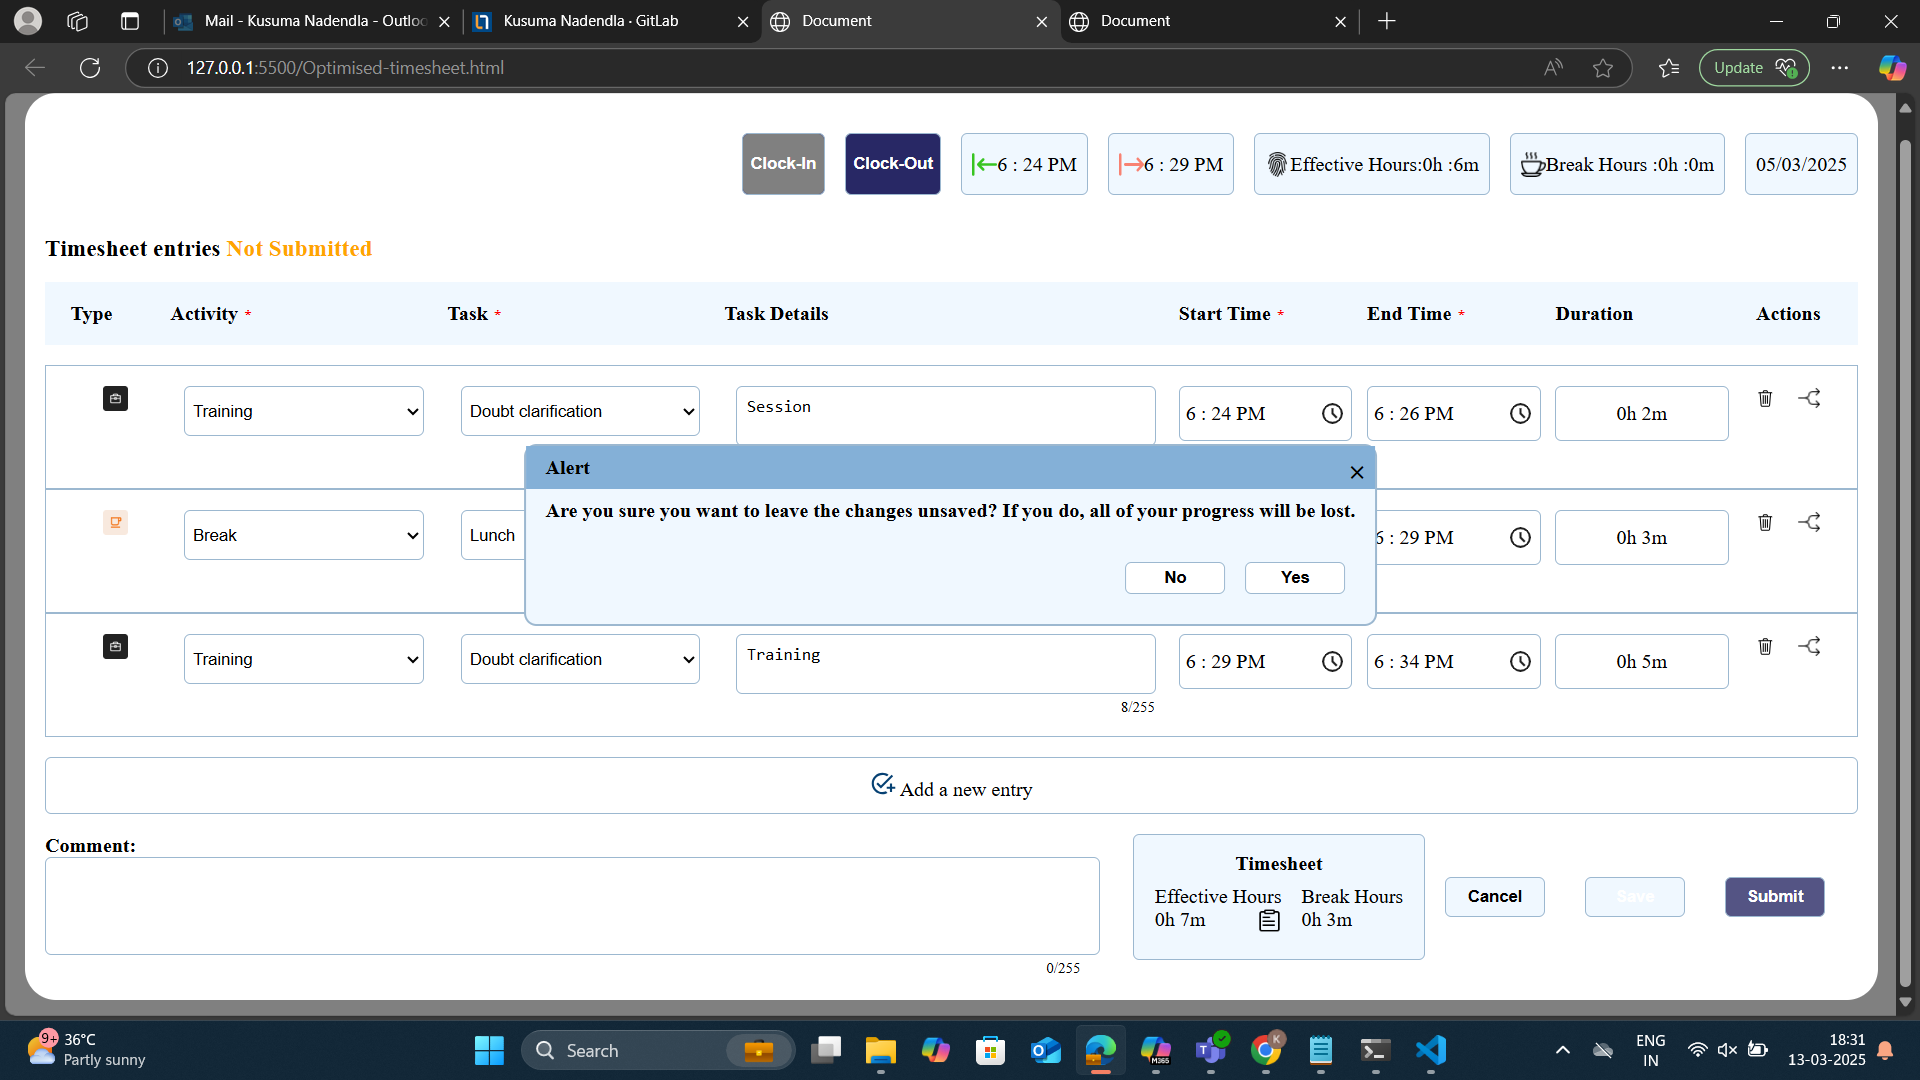 Mail - Kusuma Nadendla - Outloo
Kusuma Nadendla · GitLab
Document
Document
127.0.0.1:5500/Optimised-timesheet.html
Update
Clock-In
Clock-Out
6 : 24 PM
6 : 29 PM
Effective Hours:0h :6m
Break Hours :0h :0m
05/03/2025
Timesheet entries Not Submitted
Type Activity * Task * Task Details Start Time * End Time * Duration Actions
Training Doubt clarification Session 6 : 24 PM 6 : 26 PM 0h 2m
Alert
Are you sure you want to leave the changes unsaved? If you do, all of your progress will be lost.
No Yes
Break Lunch 6 : 29 PM 0h 3m
Training Doubt clarification Training 6 : 29 PM 6 : 34 PM 0h 5m
8/255
Add a new entry
Comment:
0/255
Timesheet
Effective Hours Break Hours
0h 7m 0h 3m
Cancel
Save
Submit
9+
36°C
Partly sunny
Search
M365
K
ENG
IN
18:31
13-03-2025